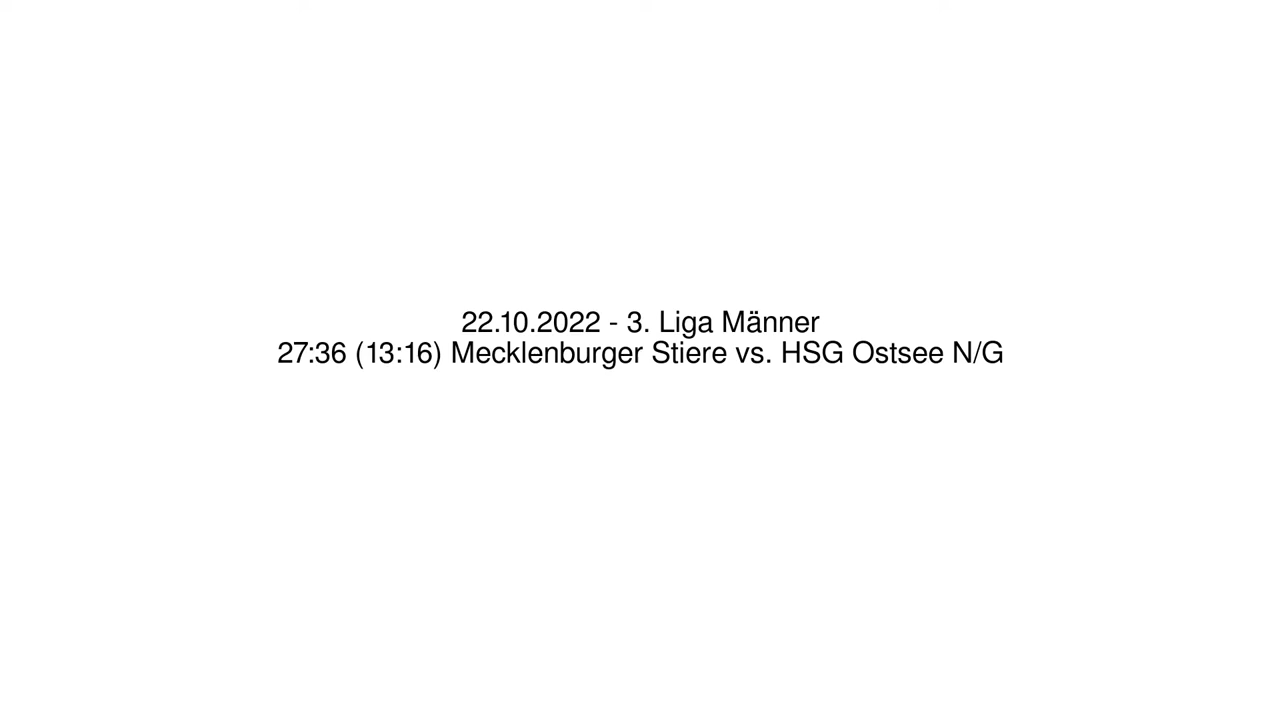 22.10.2022 - 3. Liga Männer
27:36 (13:16) Mecklenburger Stiere vs. HSG Ostsee N/G